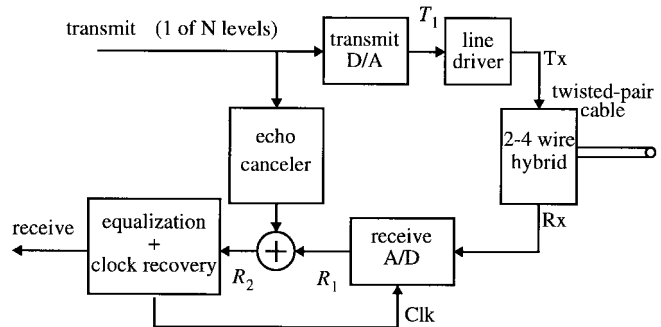 transmit (1 of N levels)
transmit
D/A
T1
line
driver
Tx
twisted-pair
cable
2-4 wire
hybrid
echo
canceler
Rx
receive
equalization
+
clock recovery
R2
+
R1
receive
A/D
Clk